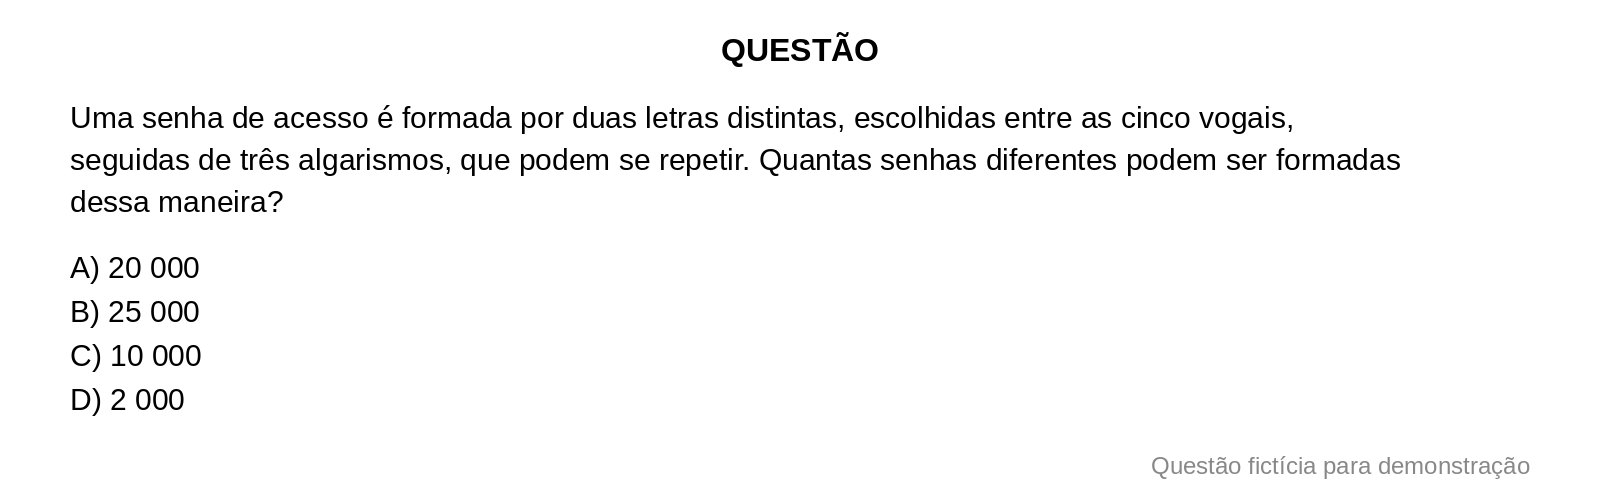 QUESTÃO
Uma senha de acesso é formada por duas letras distintas, escolhidas entre as cinco vogais,
seguidas de três algarismos, que podem se repetir. Quantas senhas diferentes podem ser formadas
dessa maneira?
A) 20 000
B) 25 000
C) 10 000
D) 2 000
Questão fictícia para demonstração